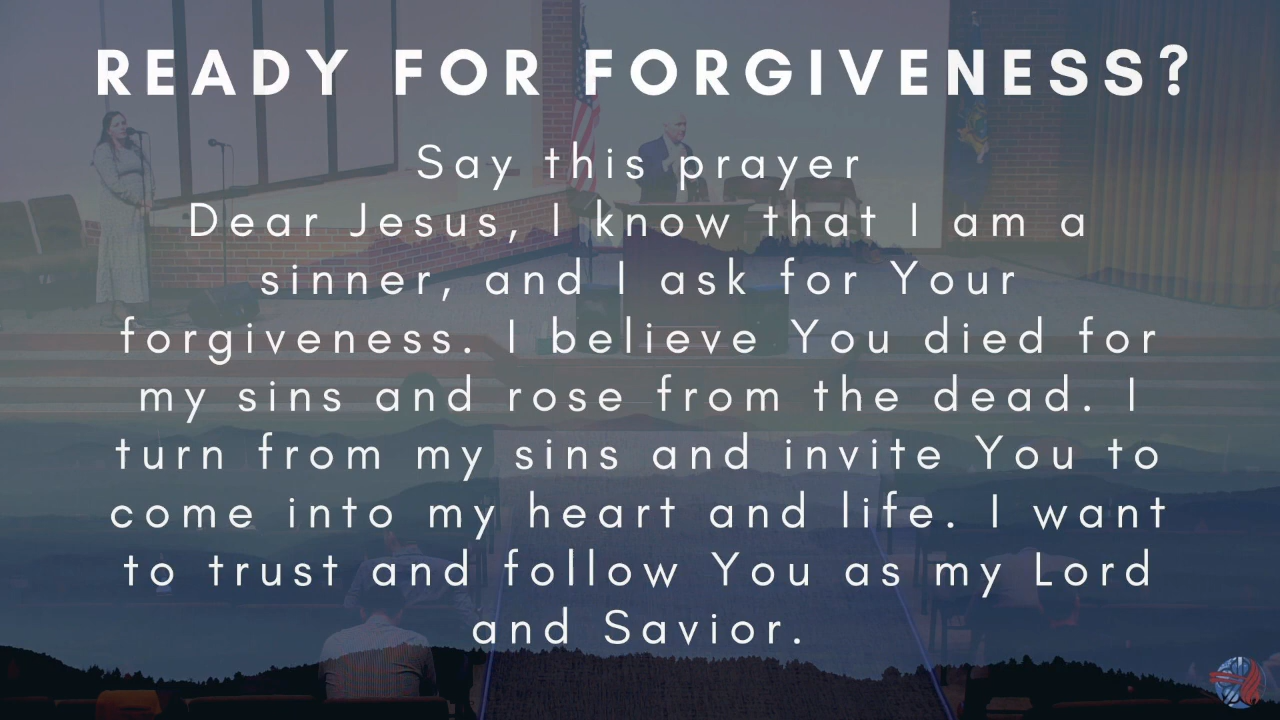 READY FOR FORGIVENESS?
Say this prayer
Dear Jesus, I know that I am a
sinner, and I ask for Your
forgiveness. I believe You died for
my sins and rose from the dead. I
turn from my sins and invite You to
come into my heart and life. I want
to trust and follow You as my Lord
and Savior.